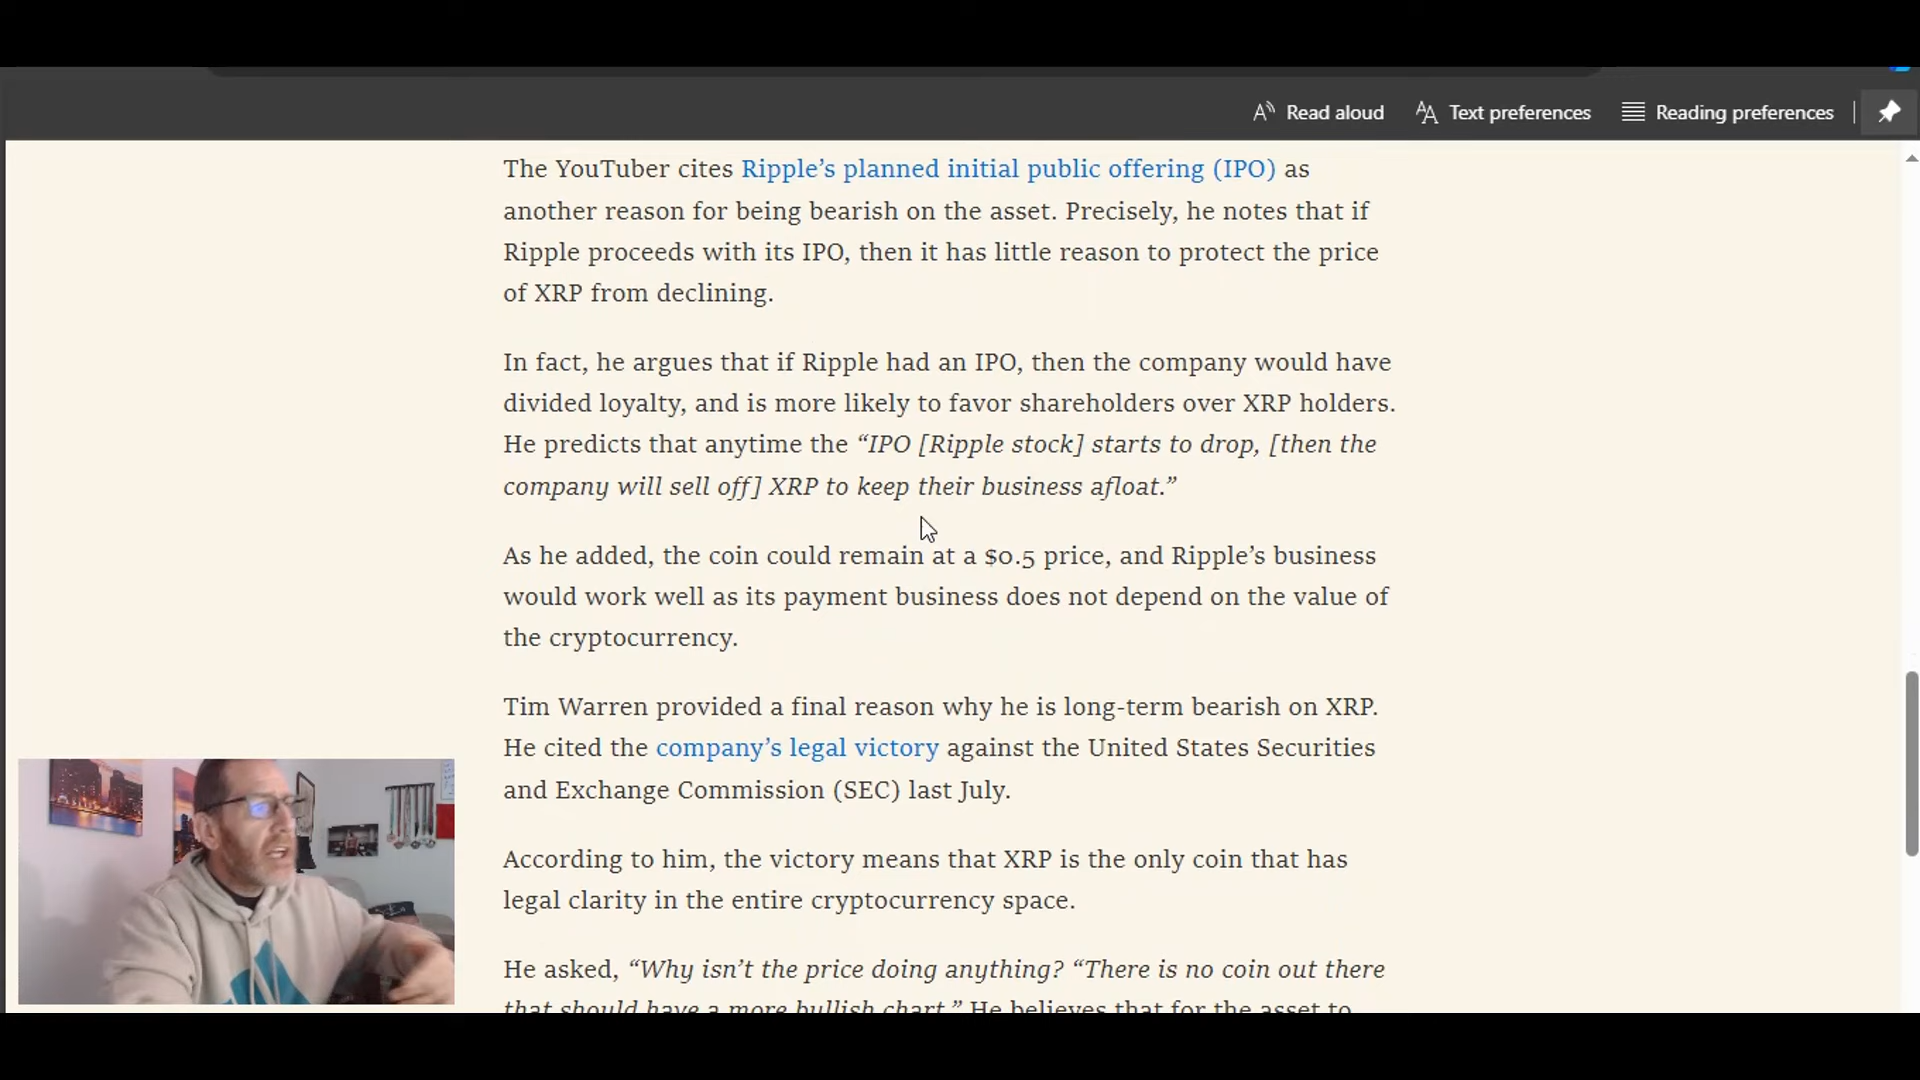 Read aloud
Text preferences
Reading preferences
The YouTuber cites Ripple’s planned initial public offering (IPO) as
another reason for being bearish on the asset. Precisely, he notes that if
Ripple proceeds with its IPO, then it has little reason to protect the price
of XRP from declining.
In fact, he argues that if Ripple had an IPO, then the company would have
divided loyalty, and is more likely to favor shareholders over XRP holders.
He predicts that anytime the “IPO [Ripple stock] starts to drop, [then the
company will sell off] XRP to keep their business afloat.”
As he added, the coin could remain at a $0.5 price, and Ripple’s business
would work well as its payment business does not depend on the value of
the cryptocurrency.
Tim Warren provided a final reason why he is long-term bearish on XRP.
He cited the company’s legal victory against the United States Securities
and Exchange Commission (SEC) last July.
According to him, the victory means that XRP is the only coin that has
legal clarity in the entire cryptocurrency space.
He asked, “Why isn’t the price doing anything? “There is no coin out there
that should have a more bullish chart.” He believes that for the asset to